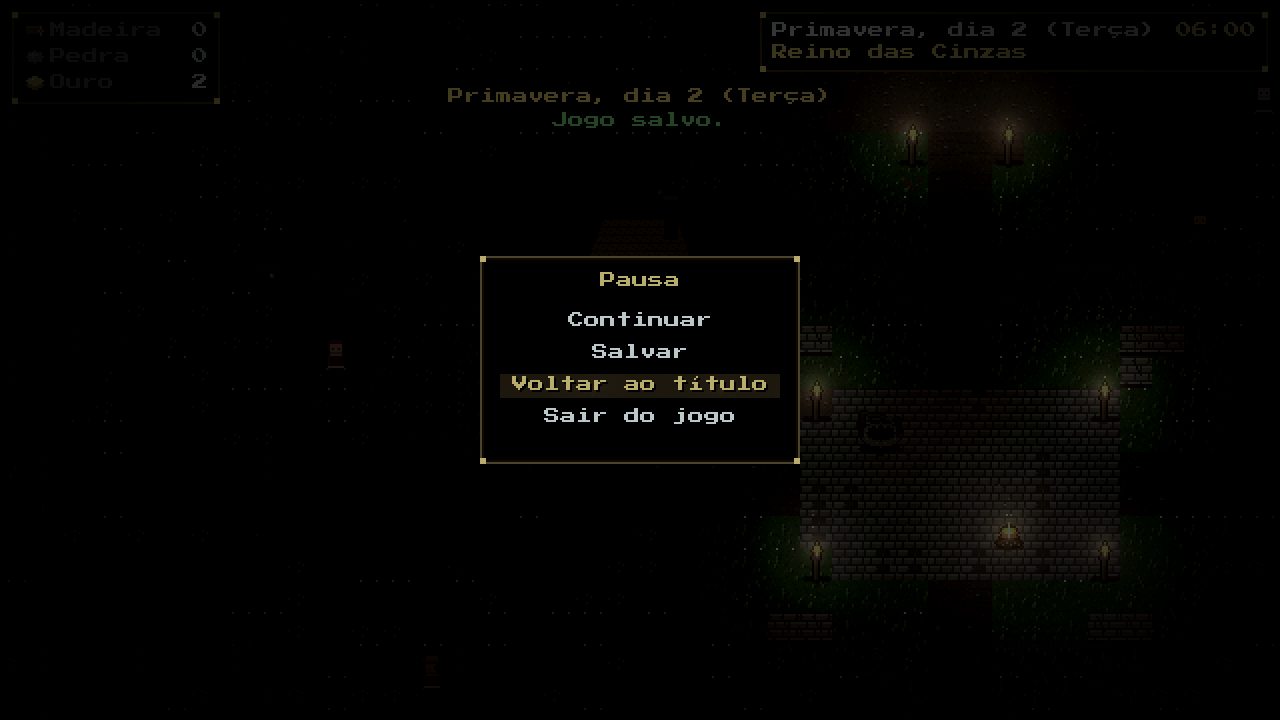 Madeira 0
Pedra 0
Ouro 2
Primavera, dia 2 (Terça) 06:00
Reino das Cinzas
Primavera, dia 2 (Terça)
Jogo salvo.
Pausa
Continuar
Salvar
Voltar ao título
Sair do jogo